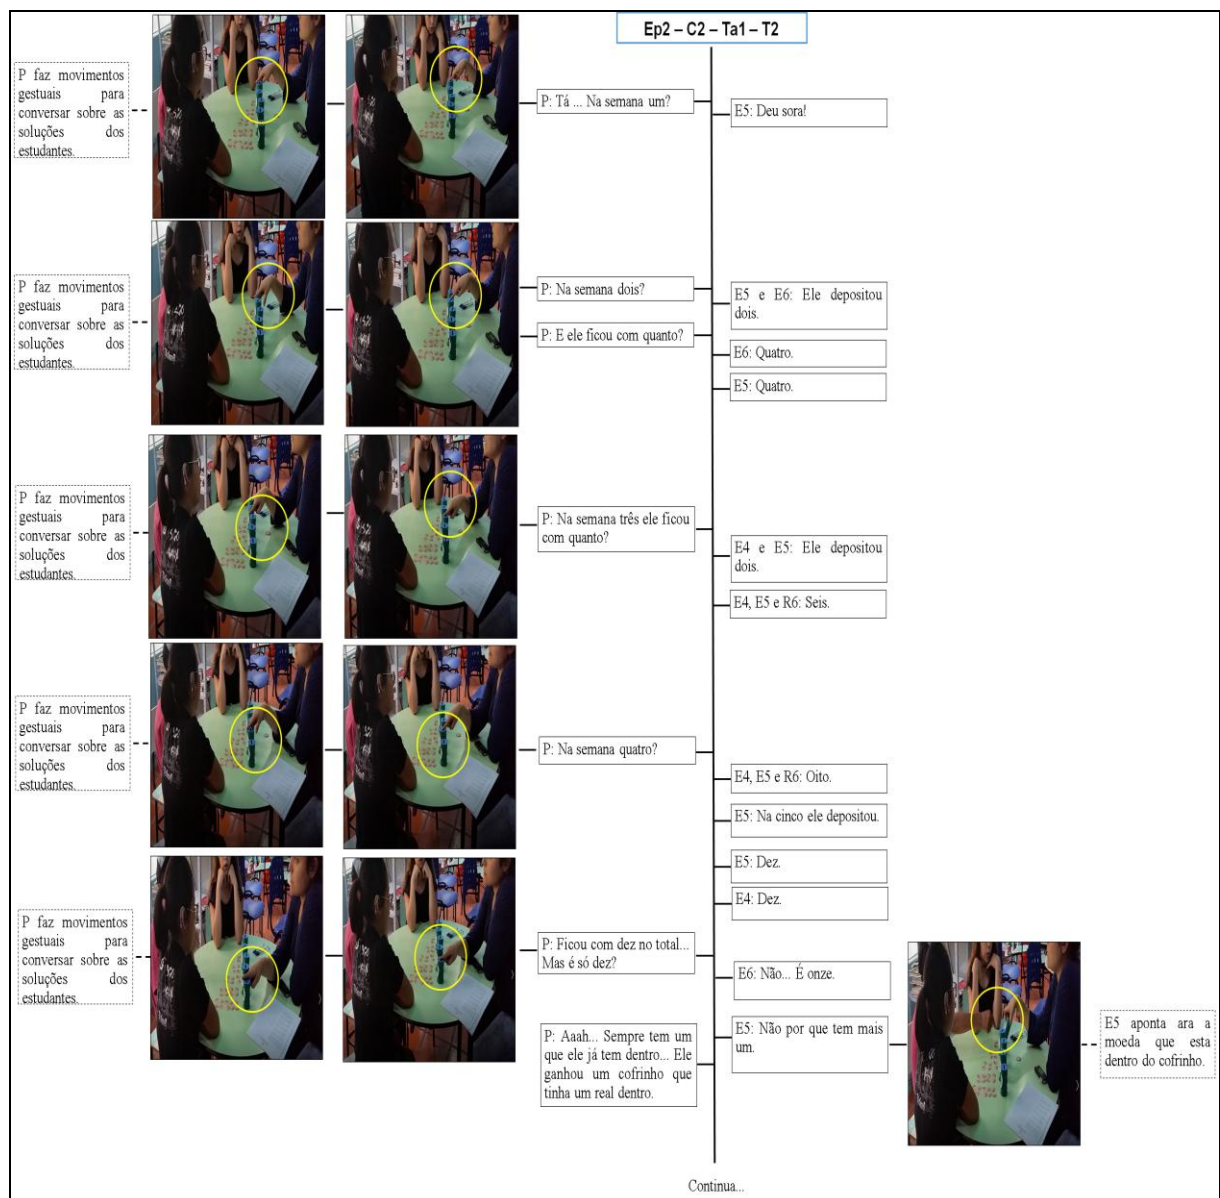 Ep2 – C2 – Ta1 – T2
P faz movimentos
gestuais para
conversar sobre as
soluções dos
estudantes.
P: Tá ... Na semana um?
E5: Deu sora!
P faz movimentos
gestuais para
conversar sobre as
soluções dos
estudantes.
P: Na semana dois?
E5 e E6: Ele depositou
dois.
P: E ele ficou com quanto?
E6: Quatro.
E5: Quatro.
P faz movimentos
gestuais para
conversar sobre as
soluções dos
estudantes.
P: Na semana três ele ficou
com quanto?
E4 e E5: Ele depositou
dois.
E4, E5 e R6: Seis.
P faz movimentos
gestuais para
conversar sobre as
soluções dos
estudantes.
P: Na semana quatro?
E4, E5 e R6: Oito.
E5: Na cinco ele depositou.
E5: Dez.
E4: Dez.
P faz movimentos
gestuais para
conversar sobre as
soluções dos
estudantes.
P: Ficou com dez no total...
Mas é só dez?
E6: Não... É onze.
E5: Não por que tem mais
um.
E5 aponta ara a
moeda que esta
dentro do cofrinho.
P: Aaah... Sempre tem um
que ele já tem dentro... Ele
ganhou um cofrinho que
tinha um real dentro.
Continua...